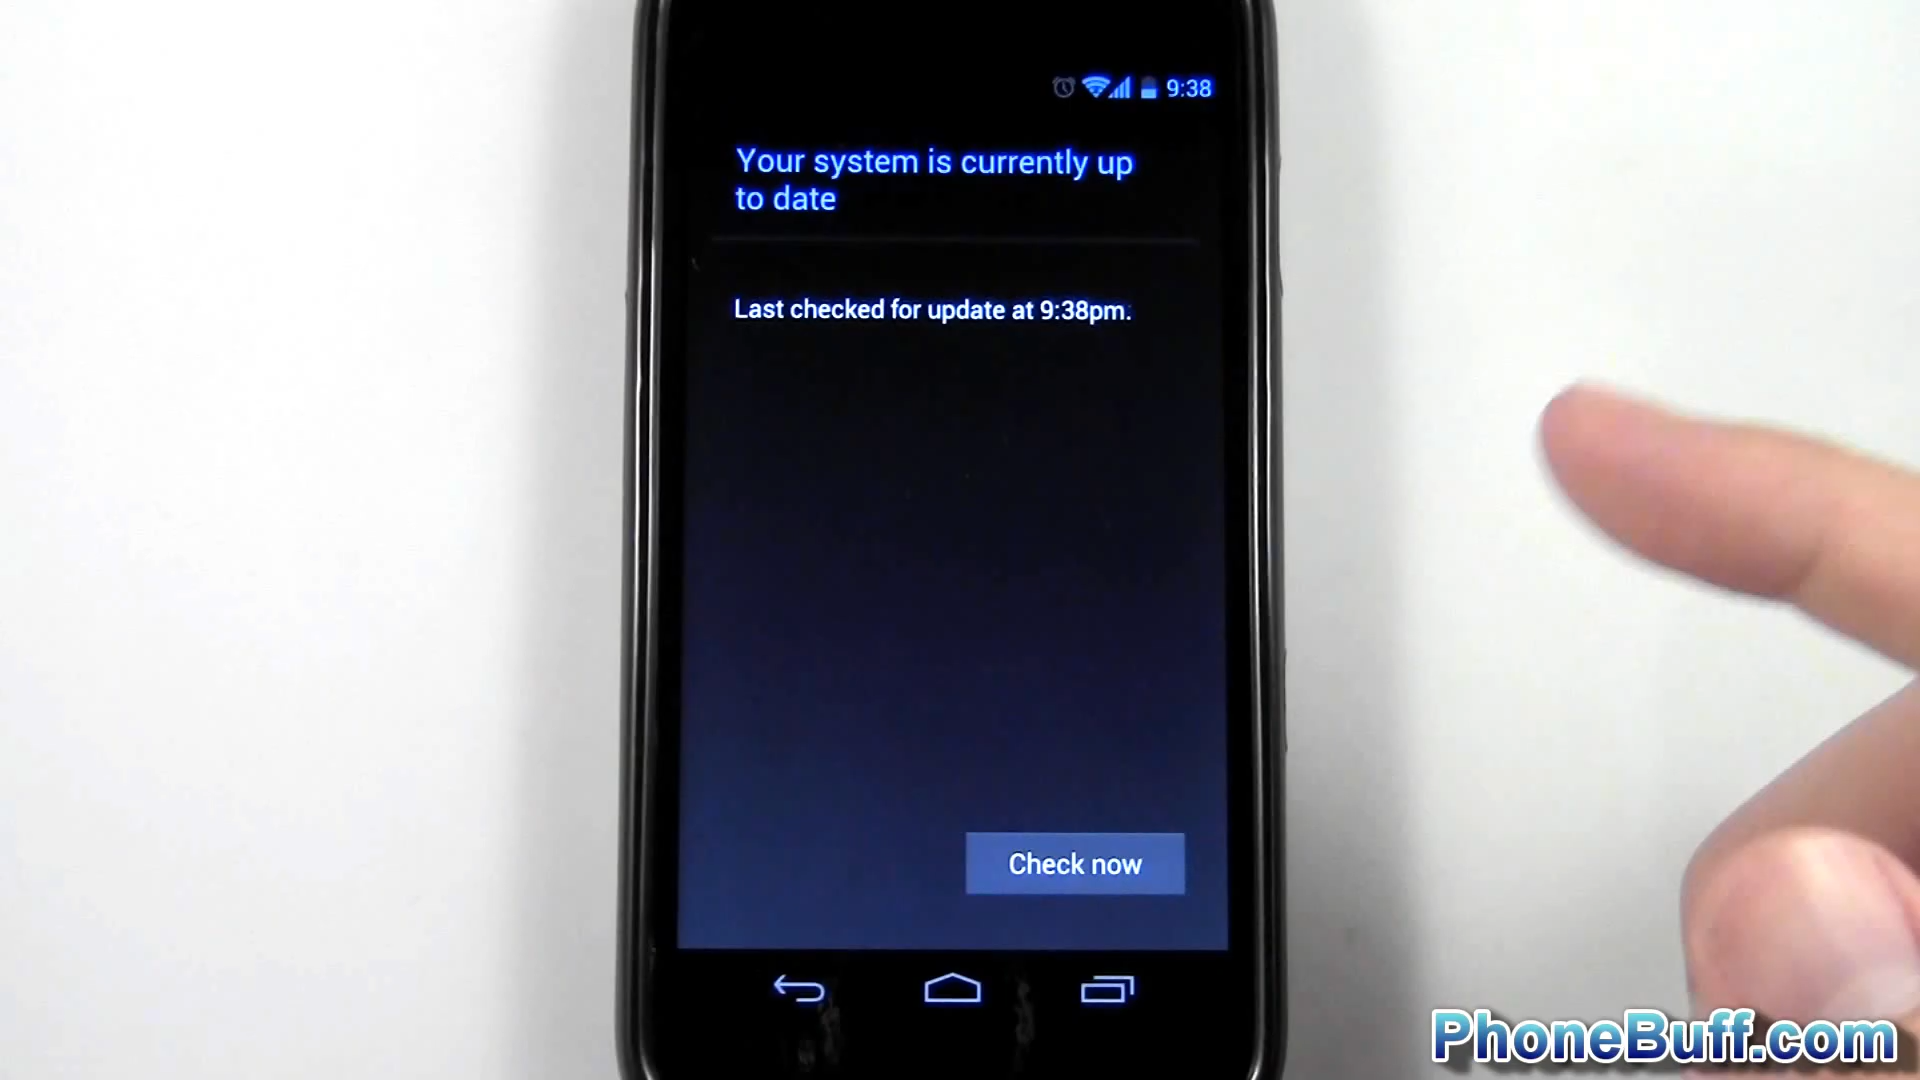 9:38
Your system is currently up
to date
Last checked for update at 9:38pm.
Check now
PhoneBuff.com